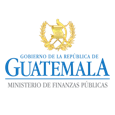 GOBIERNO DE LA REPÚBLICA DE
GUATEMALA
MINISTERIO DE FINANZAS PÚBLICAS